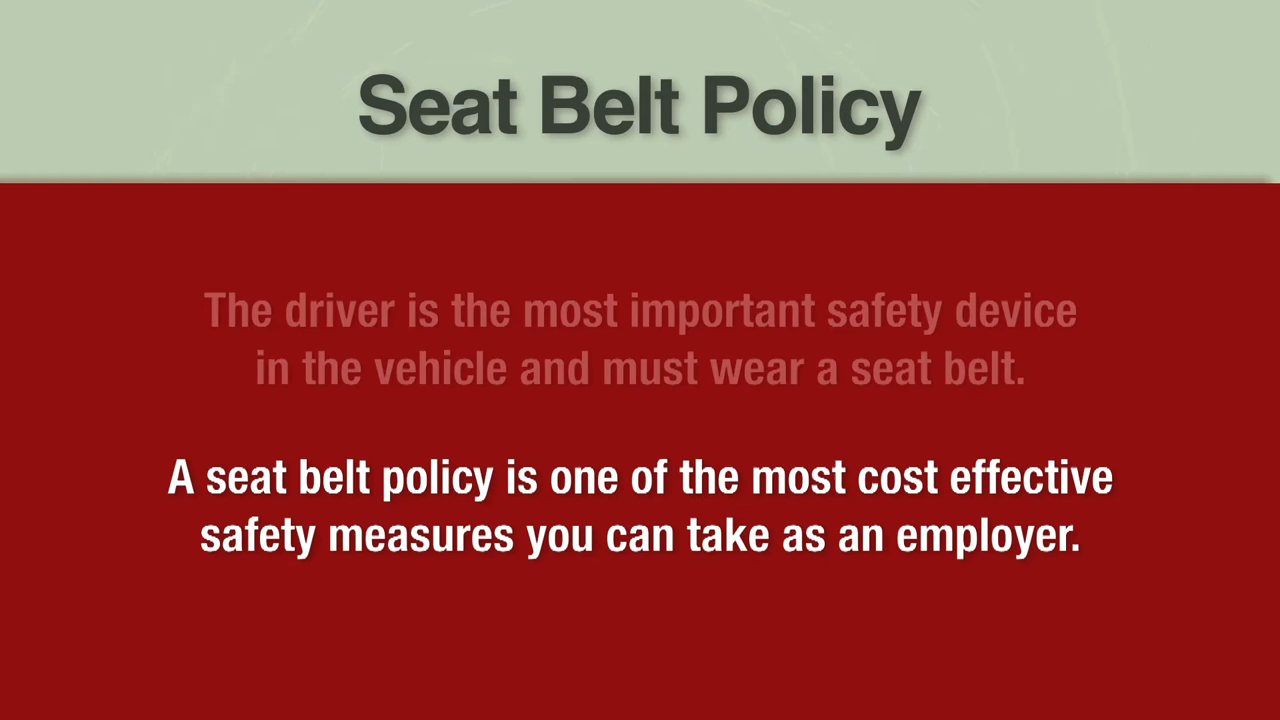 Seat Belt Policy
The driver is the most important safety device
in the vehicle and must wear a seat belt.
A seat belt policy is one of the most cost effective
safety measures you can take as an employer.